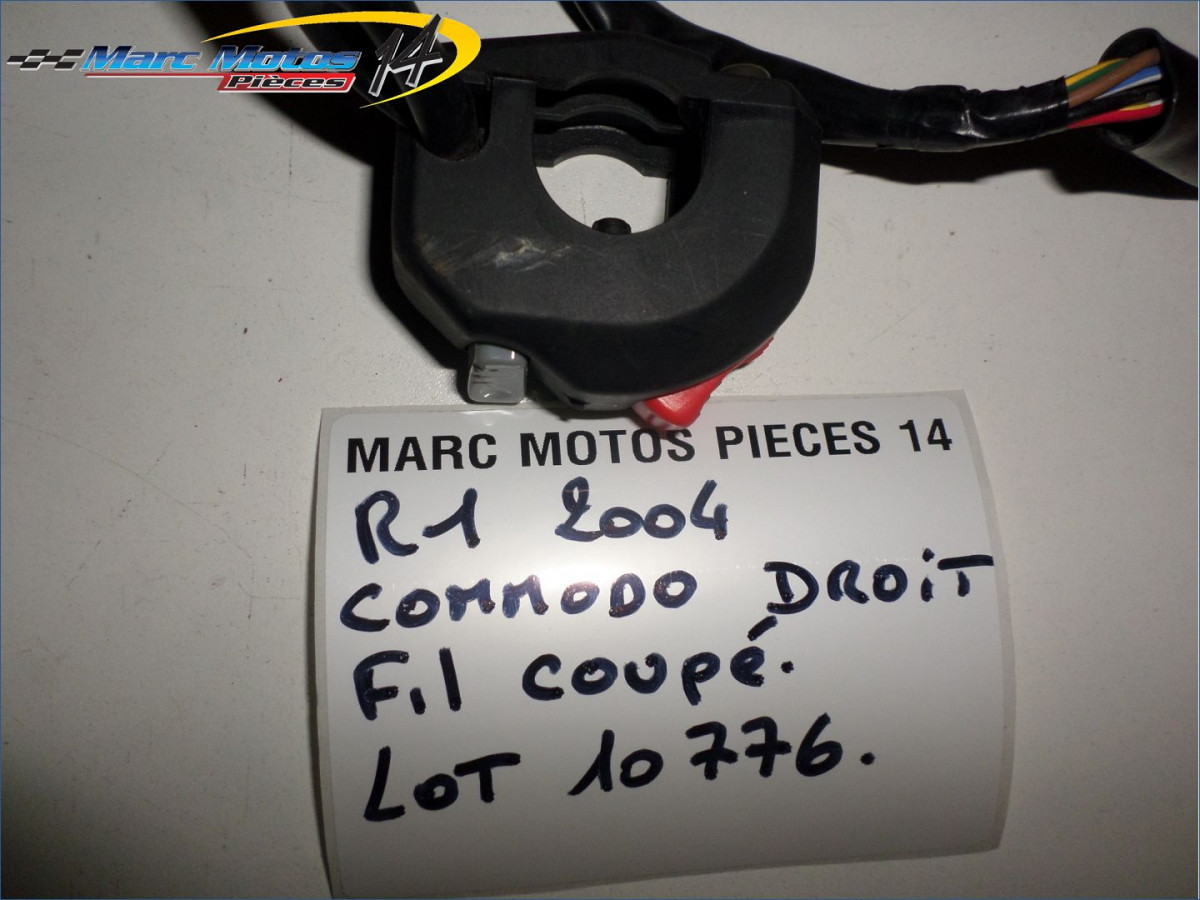 Marc Motos 14
Pièces
MARC MOTOS PIECES 14
R1 2004
COMMODO DROIT
Fil coupé.
LOT 10776.